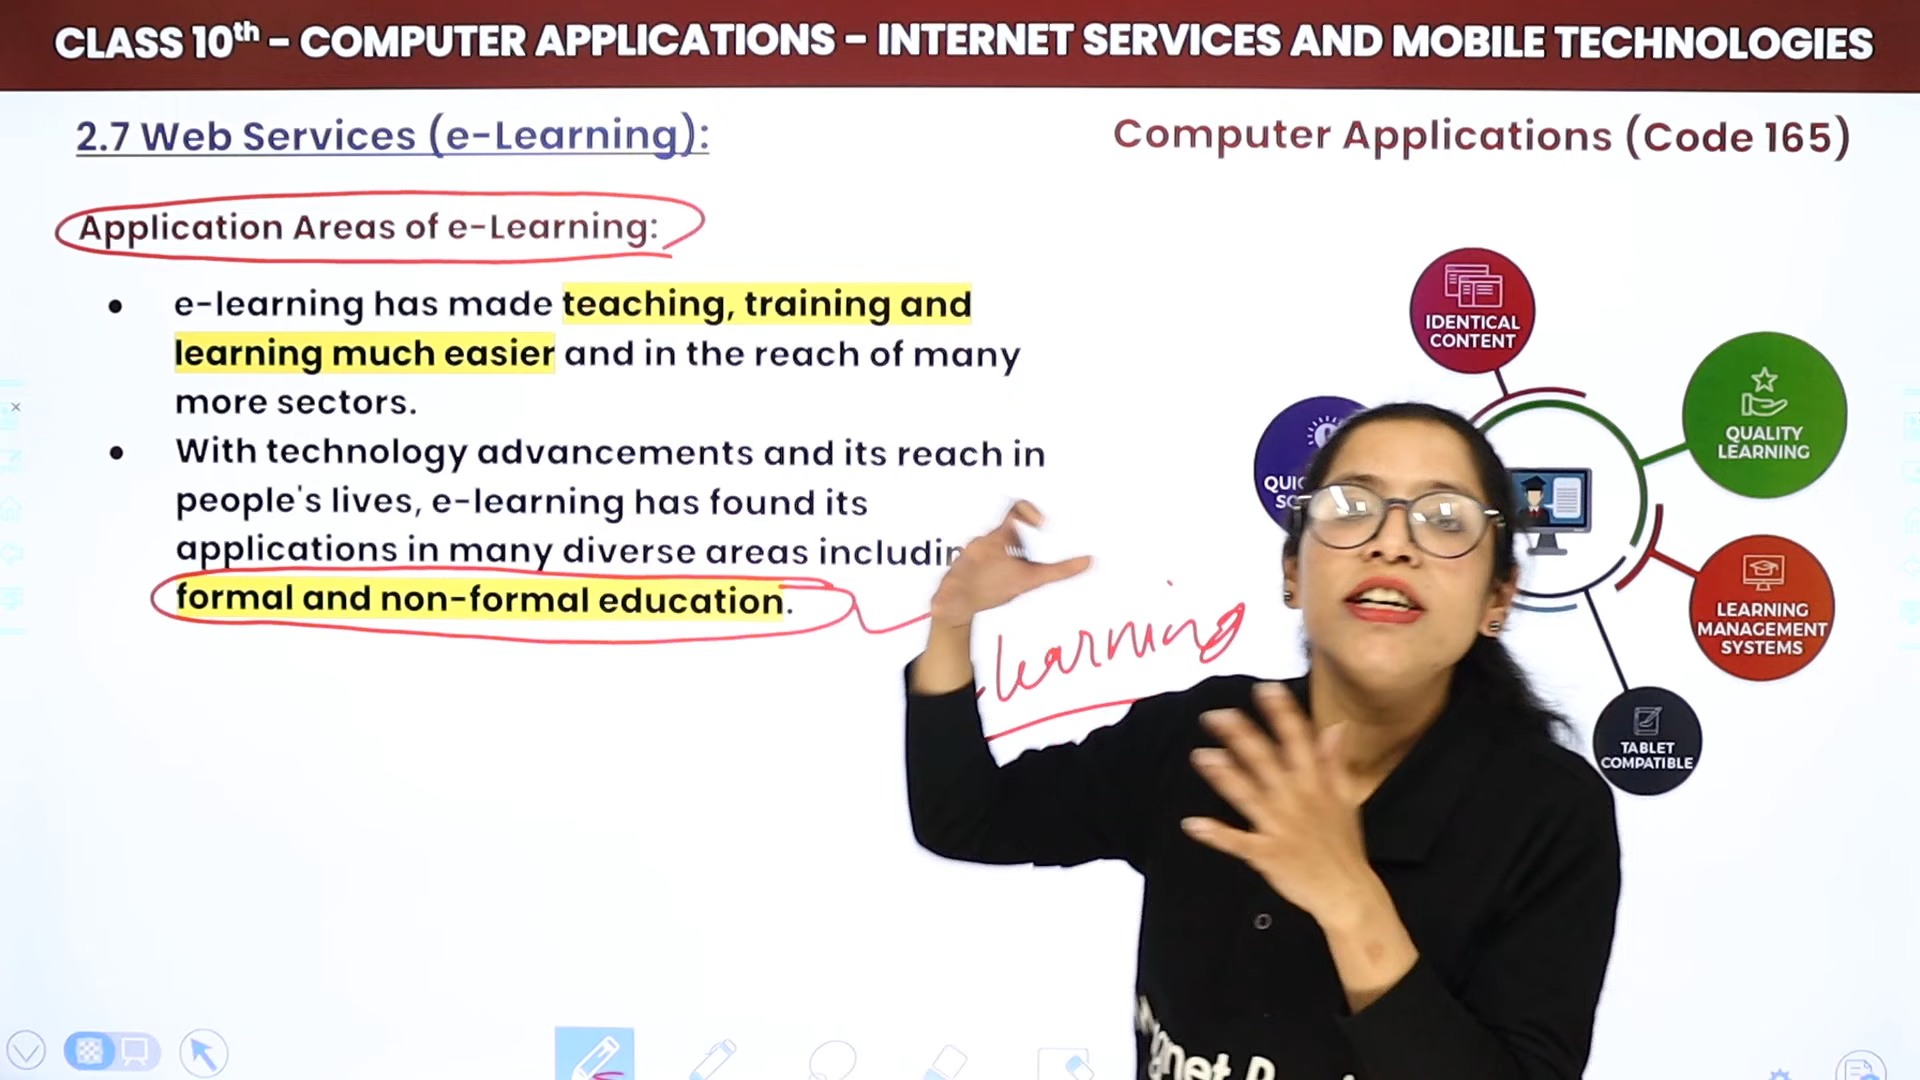 CLASS 10th – COMPUTER APPLICATIONS – INTERNET SERVICES AND MOBILE TECHNOLOGIES
2.7 Web Services (e-Learning):
Computer Applications (Code 165)
Application Areas of e-Learning:
• e-learning has made teaching, training and
learning much easier and in the reach of many
more sectors.
• With technology advancements and its reach in
people's lives, e-learning has found its
applications in many diverse areas
formal and non-formal education.
learning
IDENTICAL
CONTENT
QUALITY
LEARNING
LEARNING
MANAGEMENT
SYSTEMS
TABLET
COMPATIBLE